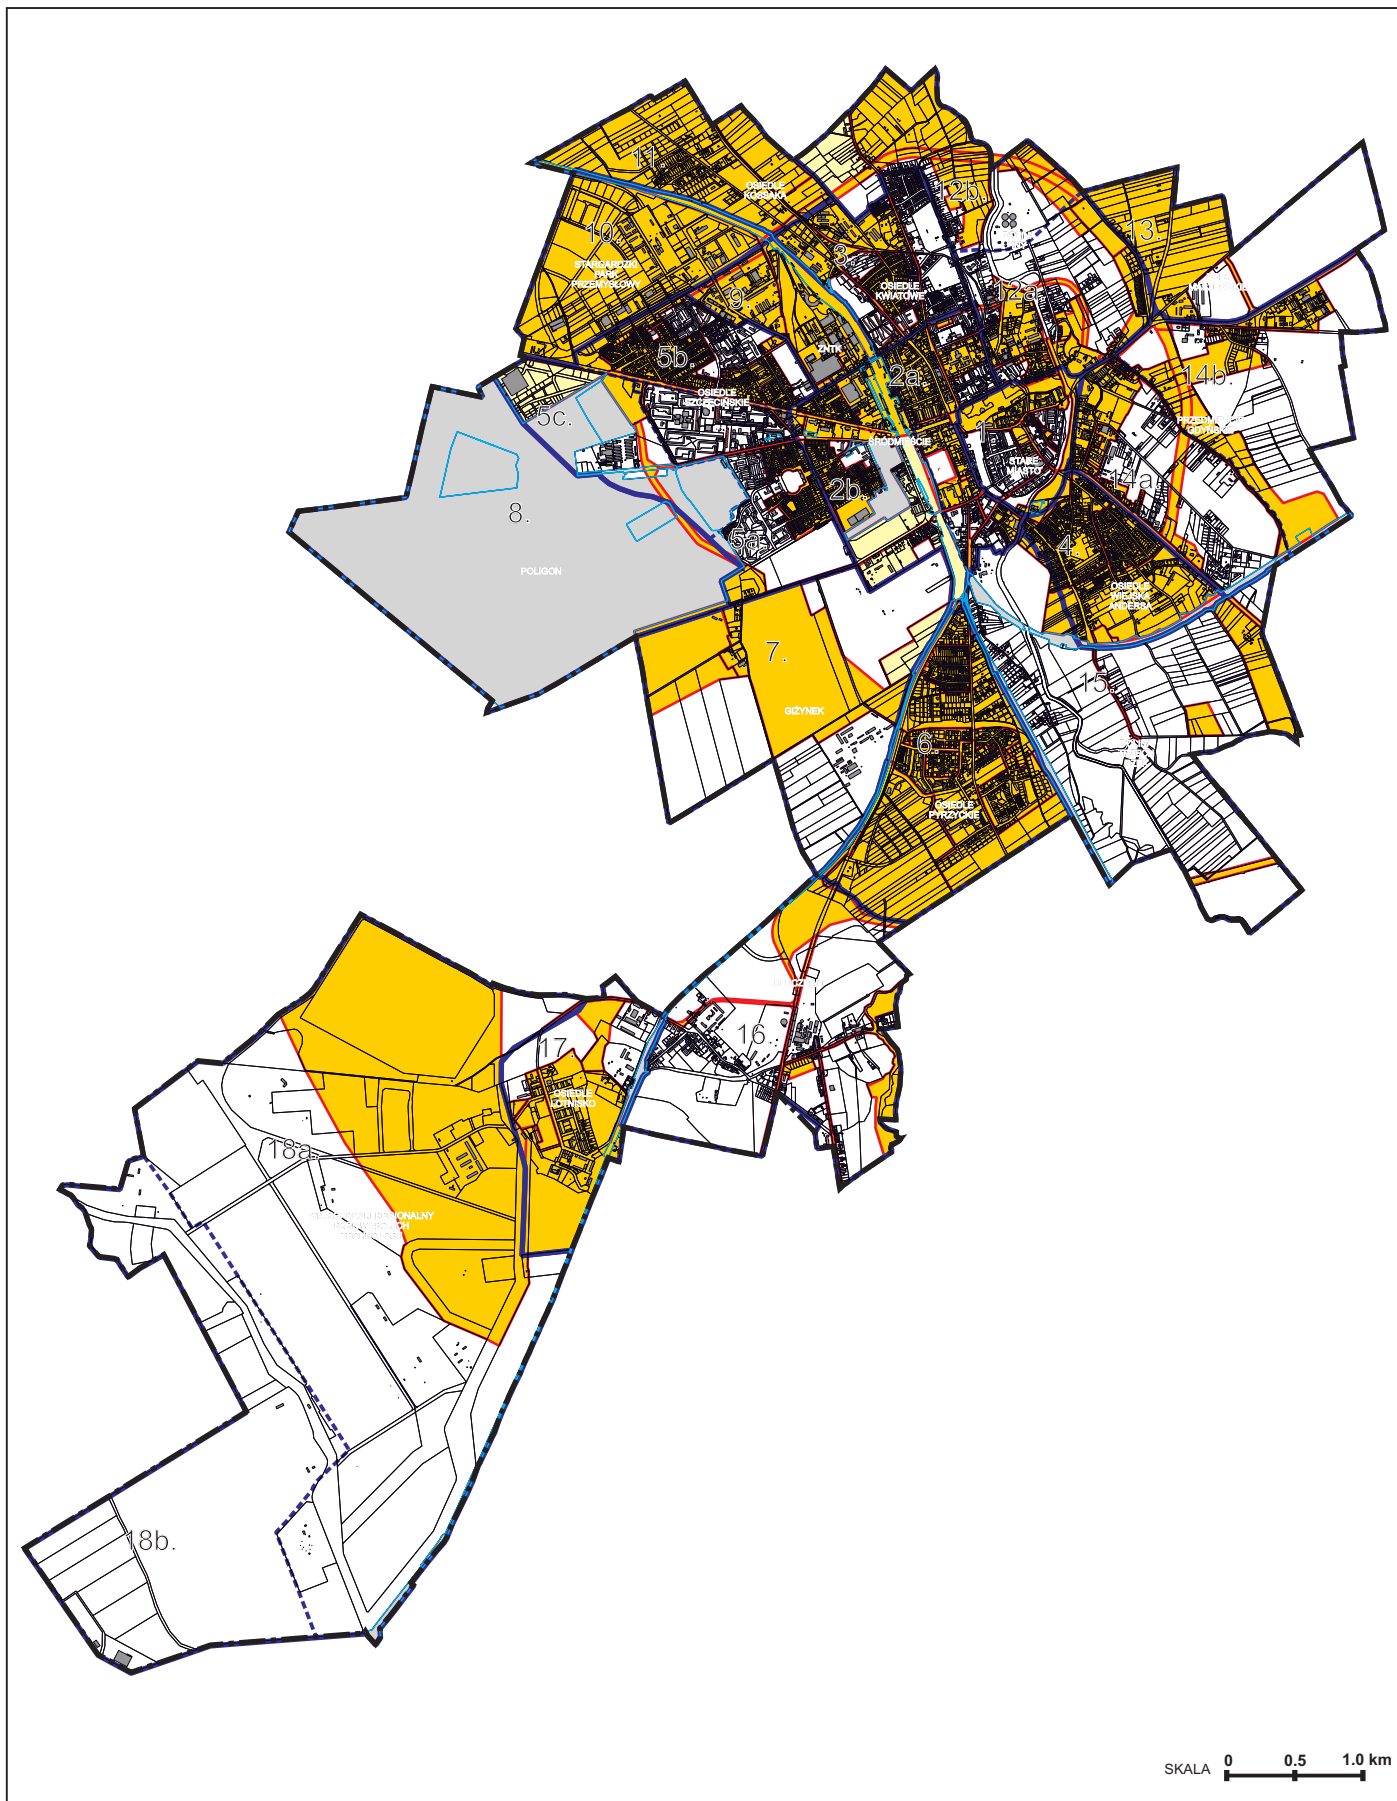 11.
OSIEDLE
KOSSAKA
12b.
10.
STARGARDZKI
PARK
PRZEMYSŁOWY
3.
13.
9.
OSIEDLE
KWIATOWE
12a.
ZNTK
5b.
2a.
14b.
OSIEDLE
SZCZECIŃSKIE
5c.
1.
ŚRÓDMIEŚCIE
STARE
MIASTO
14a.
2b.
8.
5a.
4.
POLIGON
OSIEDLE
WIEJSKA
ANDERSA
7.
15.
GIŻYNEK
6.
OSIEDLE
PYRZYCKIE
16.
17.
OSIEDLE
LOTNISKO
18a.
18b.
SKALA 0 0.5 1.0 km